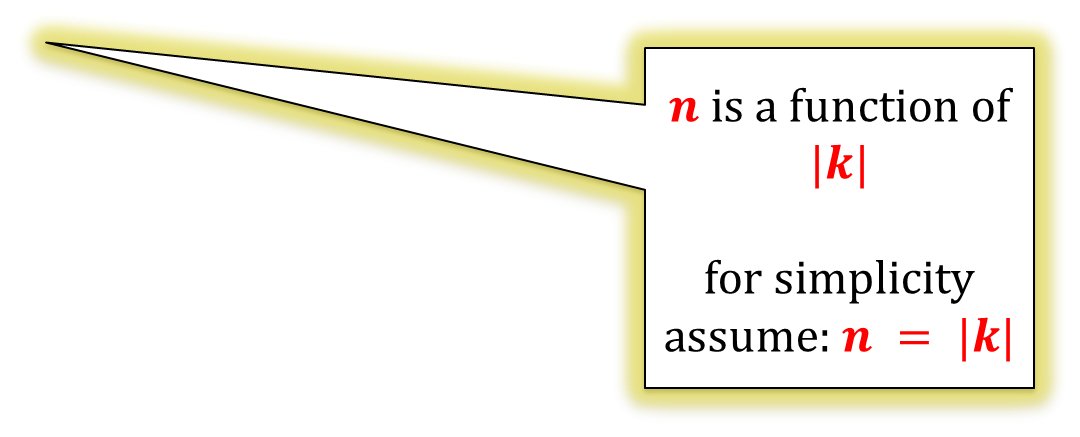 n is a function of
|k|
for simplicity
assume: n = |k|